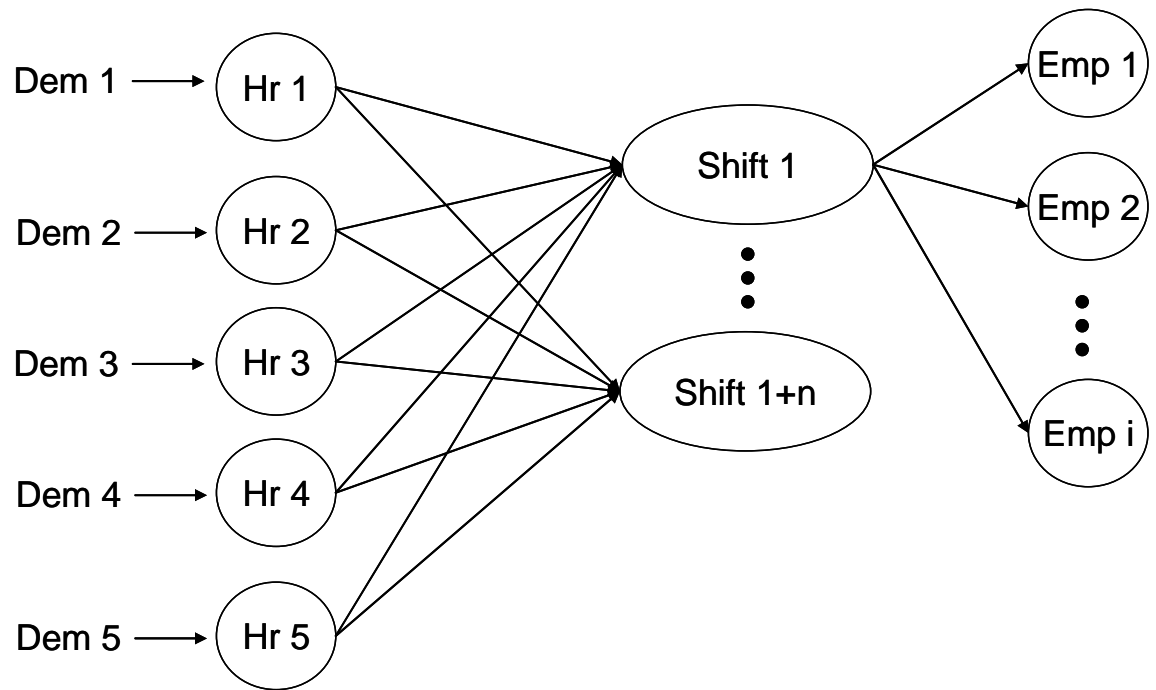 Dem 1
Hr 1
Dem 2
Hr 2
Dem 3
Hr 3
Dem 4
Hr 4
Dem 5
Hr 5
Shift 1
Shift 1+n
Emp 1
Emp 2
Emp i